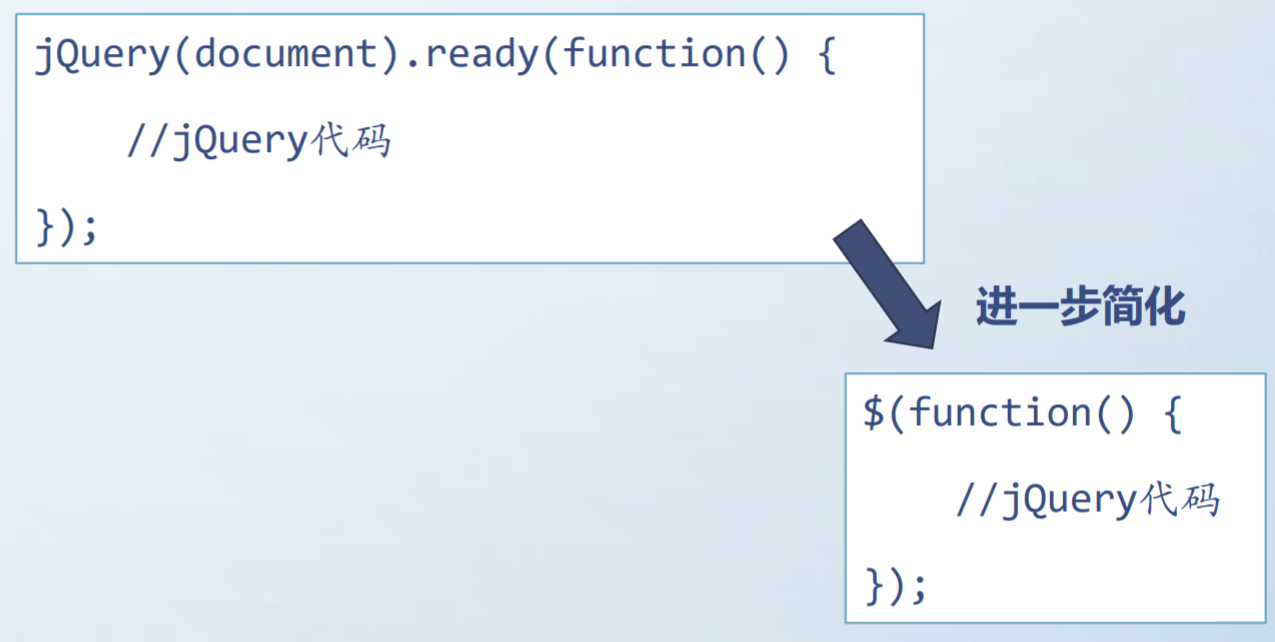 jQuery(document).ready(function() {
//jQuery代码
});
进一步简化
$(function() {
//jQuery代码
});